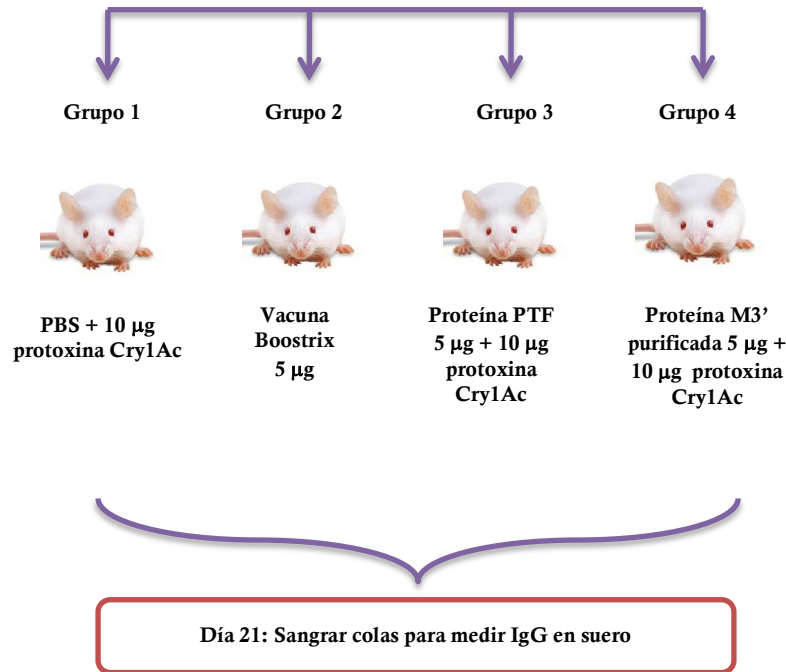 Grupo 1
Grupo 2
Grupo 3
Grupo 4
PBS + 10 µg
protoxina Cry1Ac
Vacuna
Boostrix
5 µg
Proteína PTF
5 µg + 10 µg
protoxina
Cry1Ac
Proteína M3’
purificada 5 µg +
10 µg protoxina
Cry1Ac
Día 21: Sangrar colas para medir IgG en suero